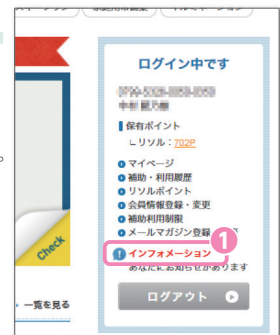 ログイン中です
保有ポイント
リソル：702P
マイページ
補助・利用履歴
リソルポイント
会員情報登録・変更
補助利用制限
メールマガジン登録
1
インフォメーション
あなたにお知らせがあります
ログアウト
Check
一覧を見る